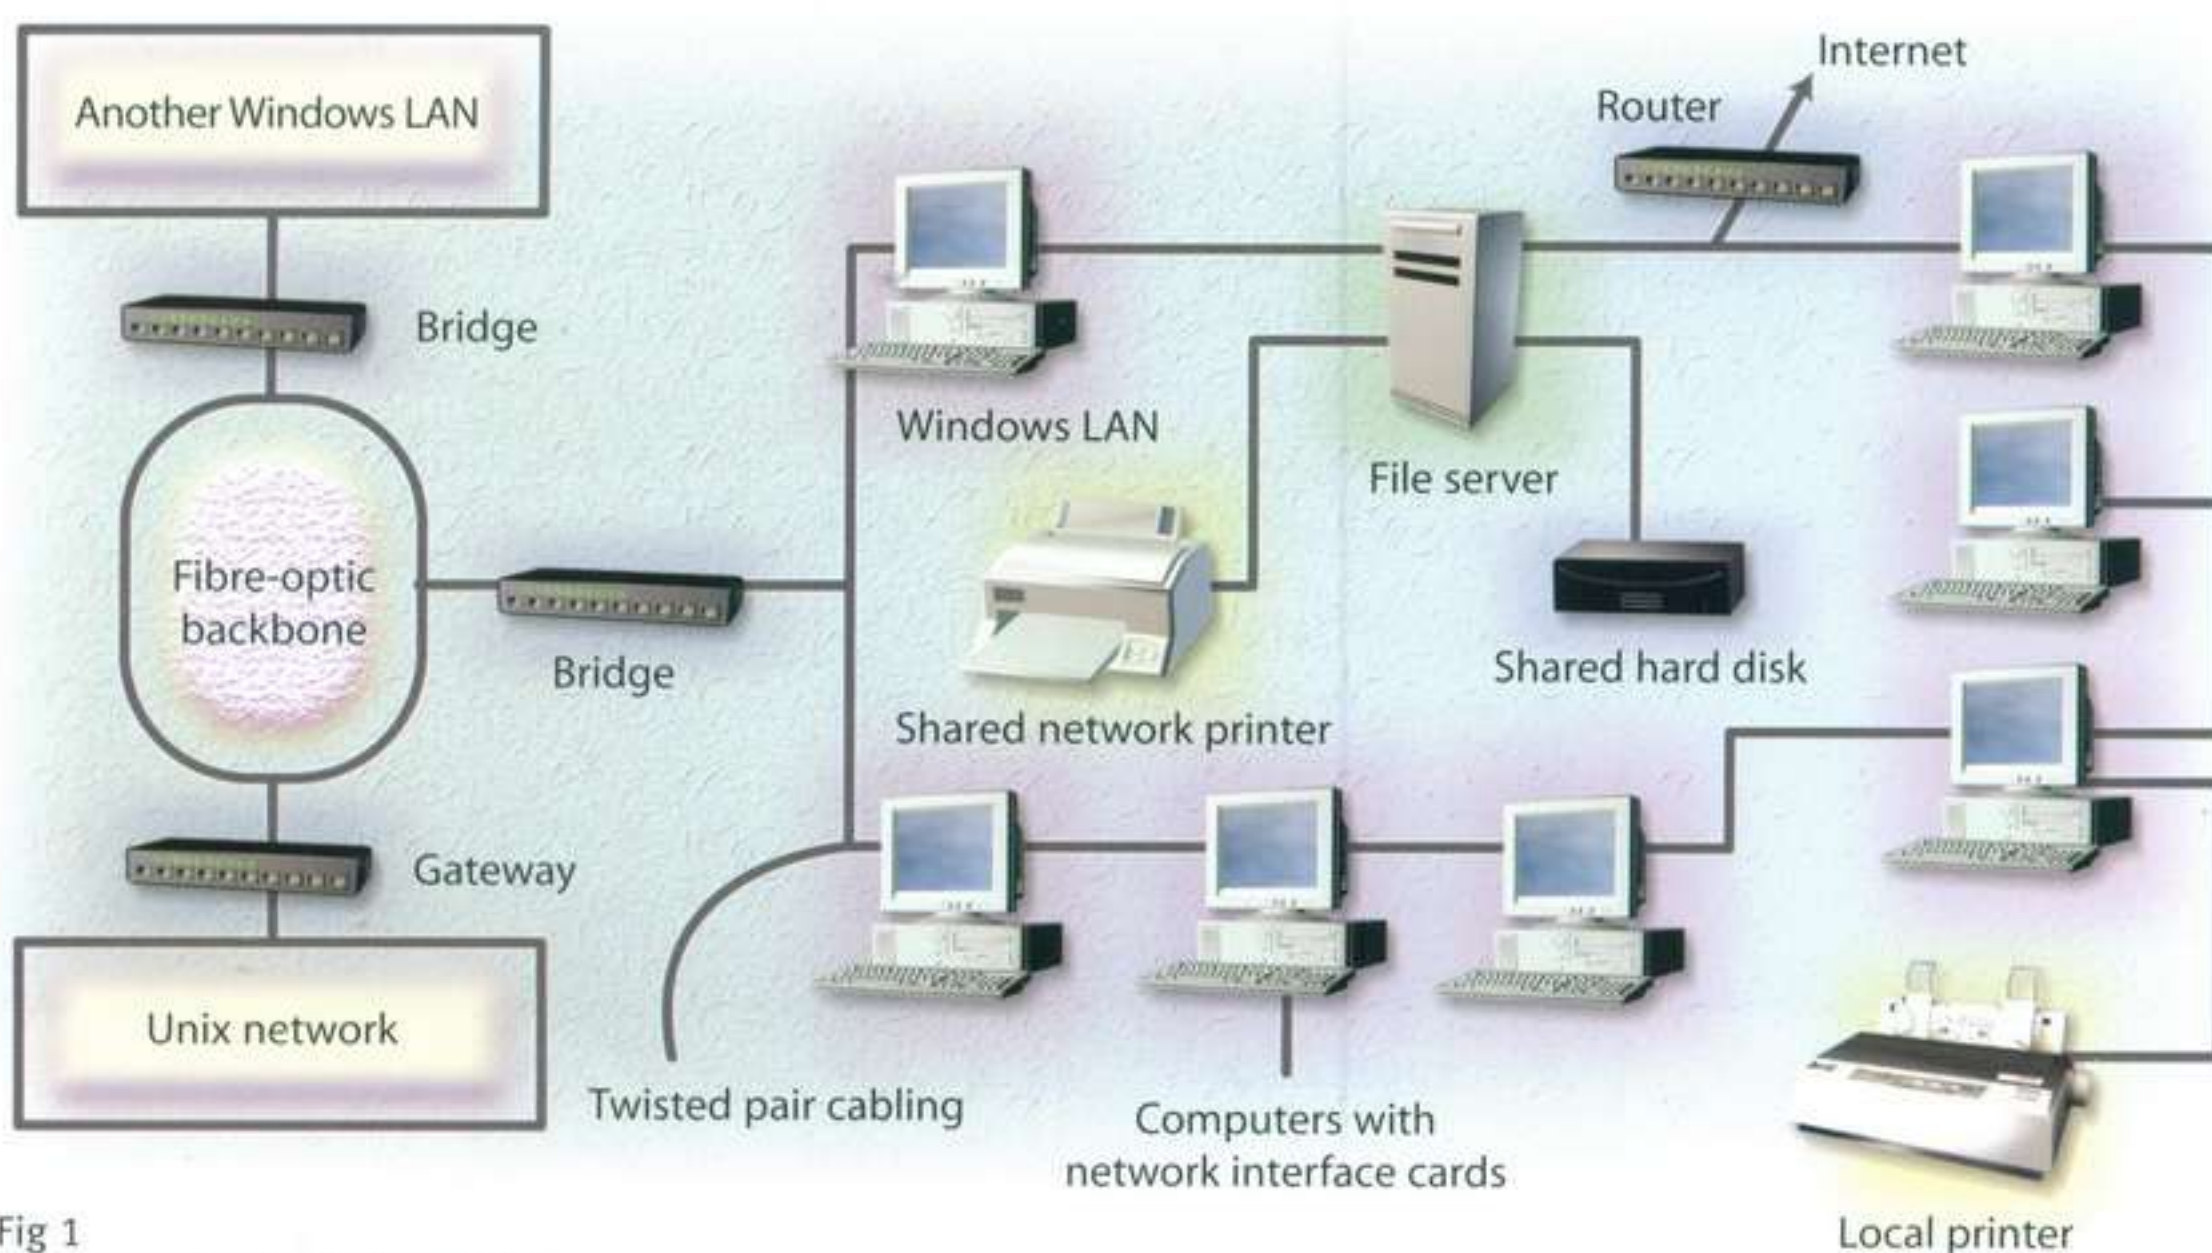 Another Windows LAN
Internet
Router
Bridge
Windows LAN
File server
Fibre-optic
backbone
Bridge
Shared hard disk
Shared network printer
Gateway
Unix network
Twisted pair cabling
Computers with
network interface cards
Fig 1
Local printer